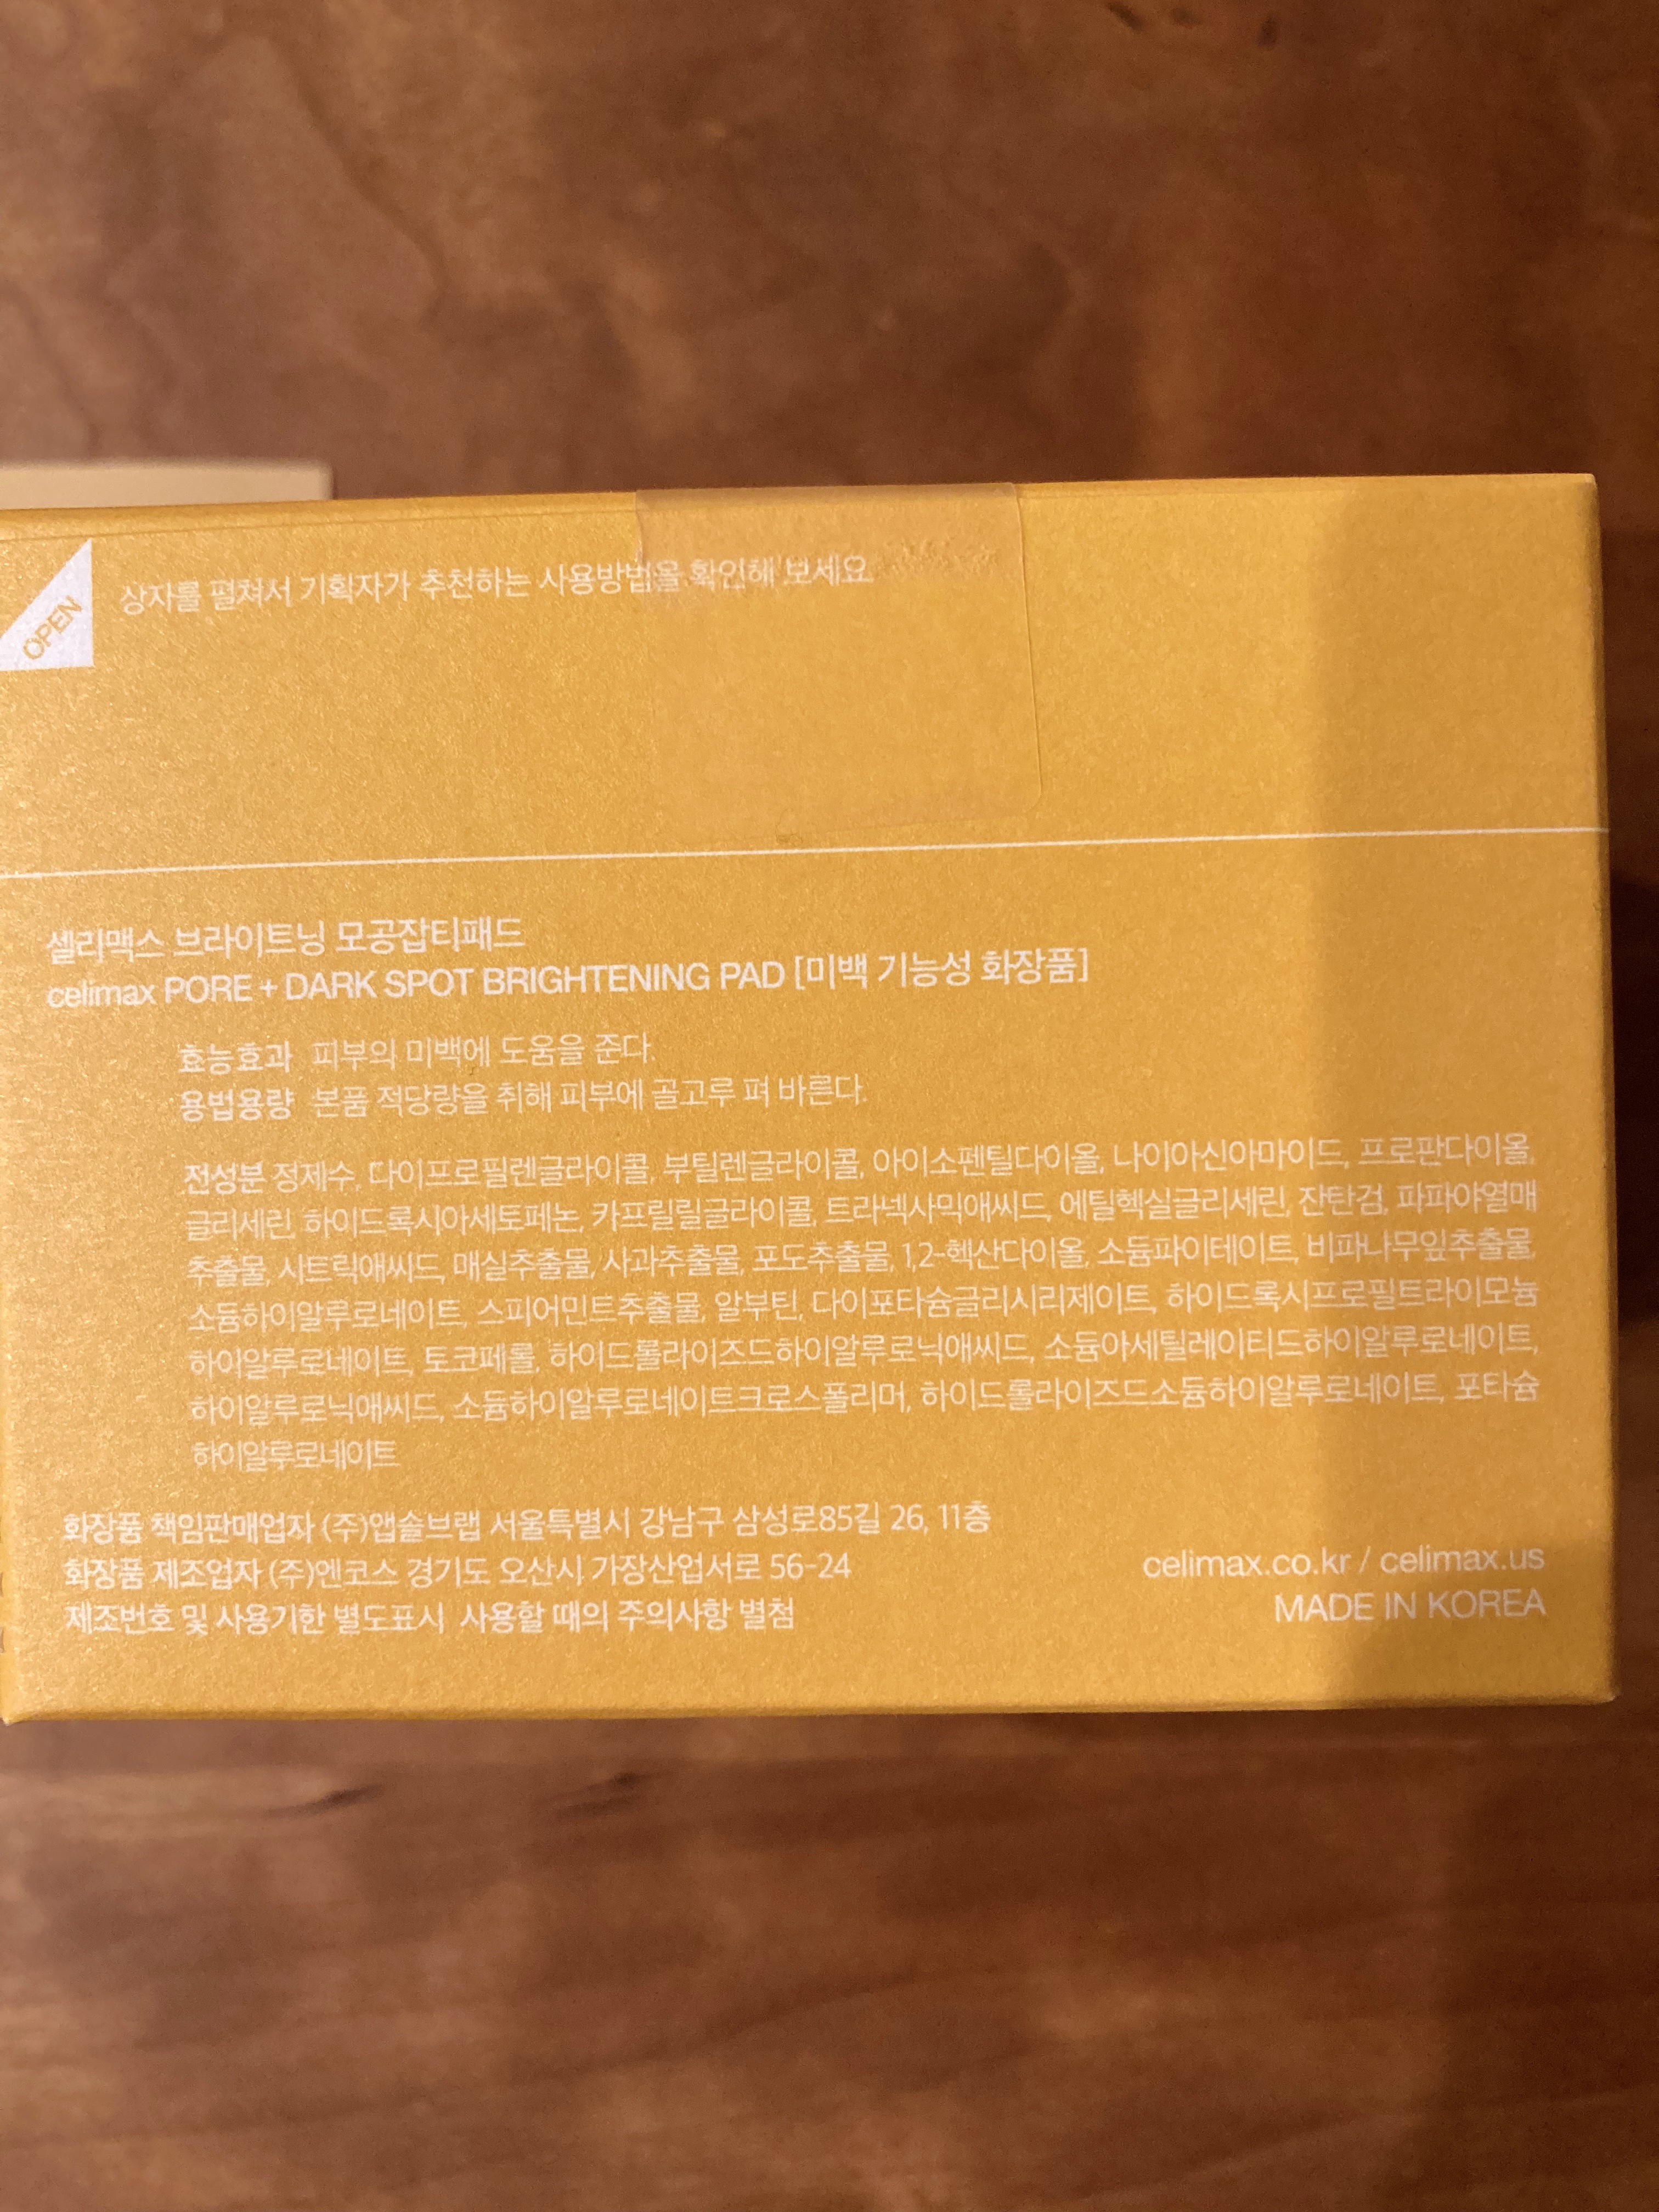 OPEN
상자를 펼쳐서 기획자가 추천하는 사용방법을 확인해 보세요
셀리맥스 브라이트닝 모공잡티패드
celimax PORE + DARK SPOT BRIGHTENING PAD [미백 기능성 화장품]
효능효과 피부의 미백에 도움을 준다.
용법용량 본품 적당량을 취해 피부에 골고루 펴 바른다.
전성분 정제수, 다이프로필렌글라이콜, 부틸렌글라이콜, 아이소펜틸다이올, 나이아신아마이드, 프로판다이올,
글리세린, 하이드록시아세토페논, 카프릴릴글라이콜, 트라넥사믹애씨드, 에틸헥실글리세린, 잔탄검, 파파야열매
추출물, 시트릭애씨드, 매실추출물, 사과추출물, 포도추출물, 1,2-헥산다이올, 소듐파이테이트, 비파나무잎추출물,
소듐하이알루로네이트, 스피어민트추출물, 알부틴, 다이포타슘글리시리제이트, 하이드록시프로필트라이모늄
하이알루로네이트, 토코페롤, 하이드롤라이즈드하이알루로닉애씨드, 소듐아세틸레이티드하이알루로네이트,
하이알루로닉애씨드, 소듐하이알루로네이트크로스폴리머, 하이드롤라이즈드소듐하이알루로네이트, 포타슘
하이알루로네이트
화장품 책임판매업자 (주)앱솔브랩 서울특별시 강남구 삼성로85길 26, 11층
화장품 제조업자 (주)앤코스 경기도 오산시 가장산업서로 56-24
제조번호 및 사용기한 별도표시 사용할 때의 주의사항 별첨
celimax.co.kr / celimax.us
MADE IN KOREA